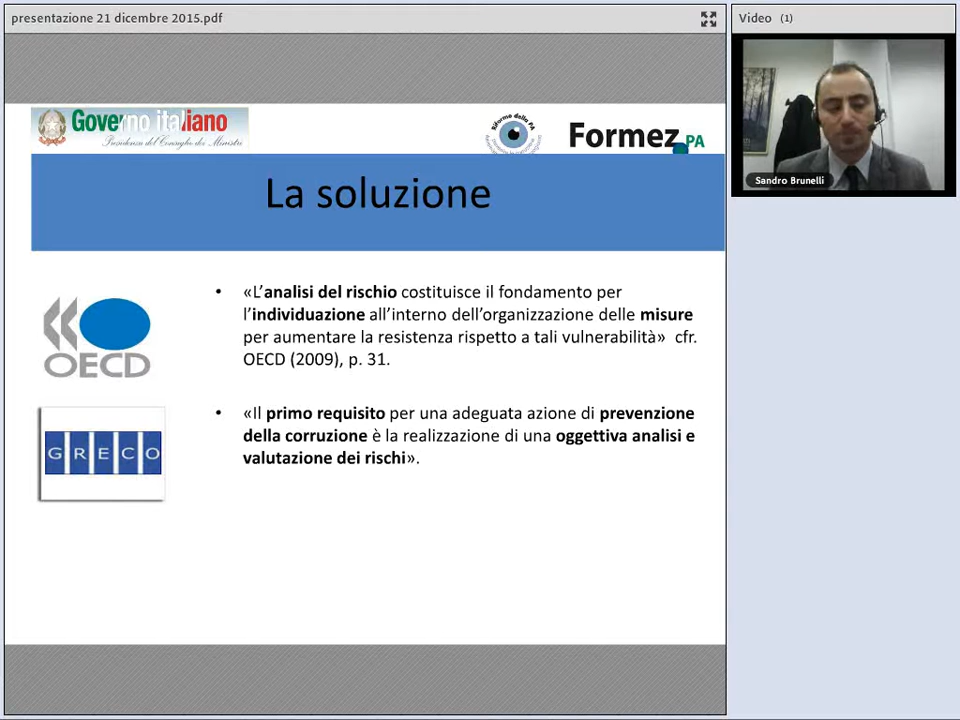 presentazione 21 dicembre 2015.pdf
Video (1)
Governo italiano
Presidenza del Consiglio dei Ministri
Riforme della PA
Formez PA
Sandro Brunelli
La soluzione
• «L’analisi del rischio costituisce il fondamento per
l’individuazione all’interno dell’organizzazione delle misure
per aumentare la resistenza rispetto a tali vulnerabilità» cfr.
OECD (2009), p. 31.
OECD
• «Il primo requisito per una adeguata azione di prevenzione
della corruzione è la realizzazione di una oggettiva analisi e
valutazione dei rischi».
GRECO